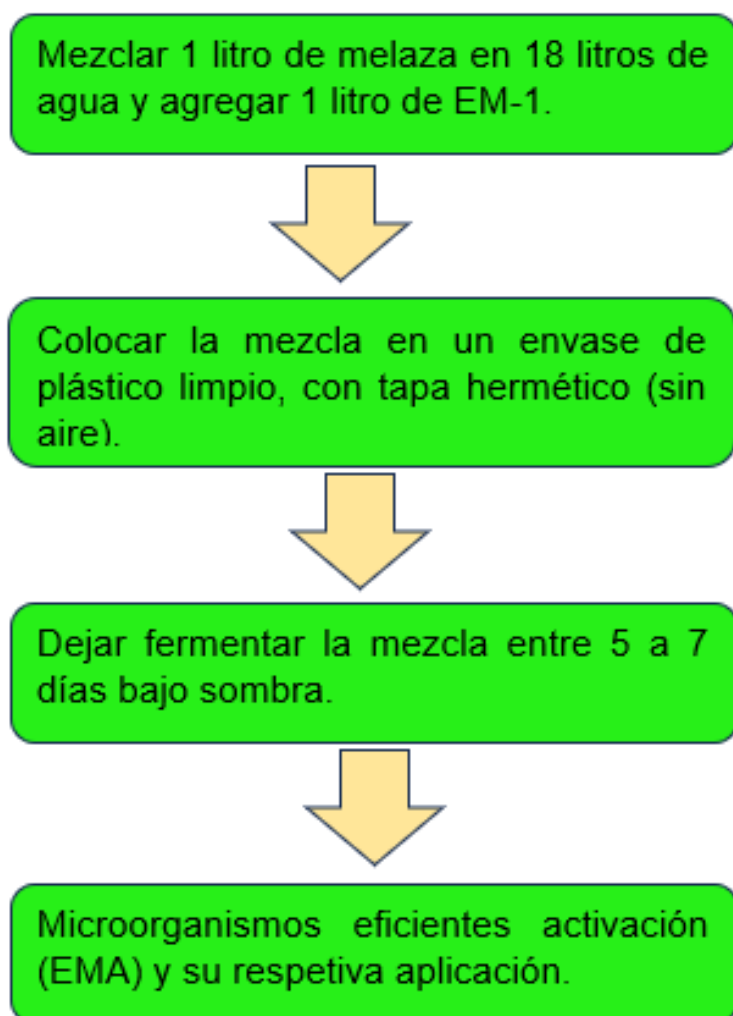 Mezclar 1 litro de melaza en 18 litros de
agua y agregar 1 litro de EM-1.
Colocar la mezcla en un envase de
plástico limpio, con tapa hermético (sin
aire).
Dejar fermentar la mezcla entre 5 a 7
días bajo sombra.
Microorganismos eficientes activación
(EMA) y su respetiva aplicación.